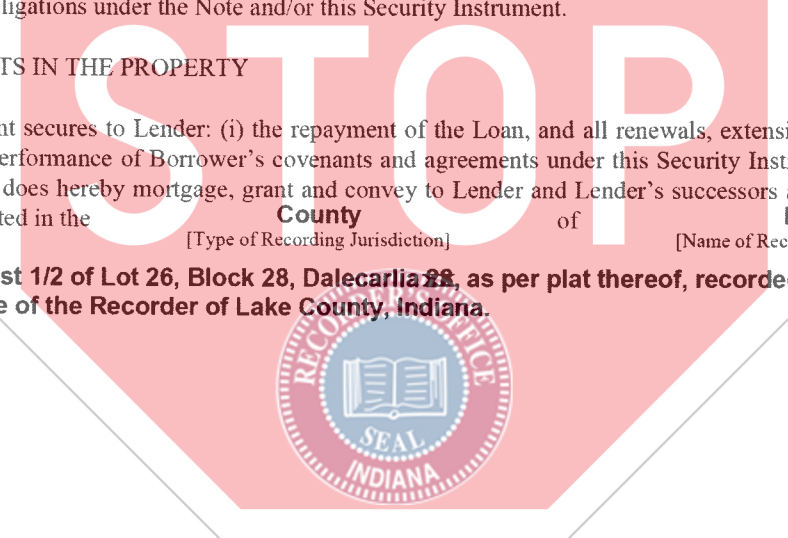 ligations under the Note and/or this Security Instrument.
TS IN THE PROPERTY
nt secures to Lender: (i) the repayment of the Loan, and all renewals, extensi
erformance of Borrower's covenants and agreements under this Security Inst
does hereby mortgage, grant and convey to Lender and Lender's successors a
ted in the County of
[Type of Recording Jurisdiction] [Name of Rec
st 1/2 of Lot 26, Block 28, Dalecarlia as per plat thereof, recorde
e of the Recorder of Lake County, Indiana.
STOP
RECORDER'S OFFICE
SEAL
INDIANA